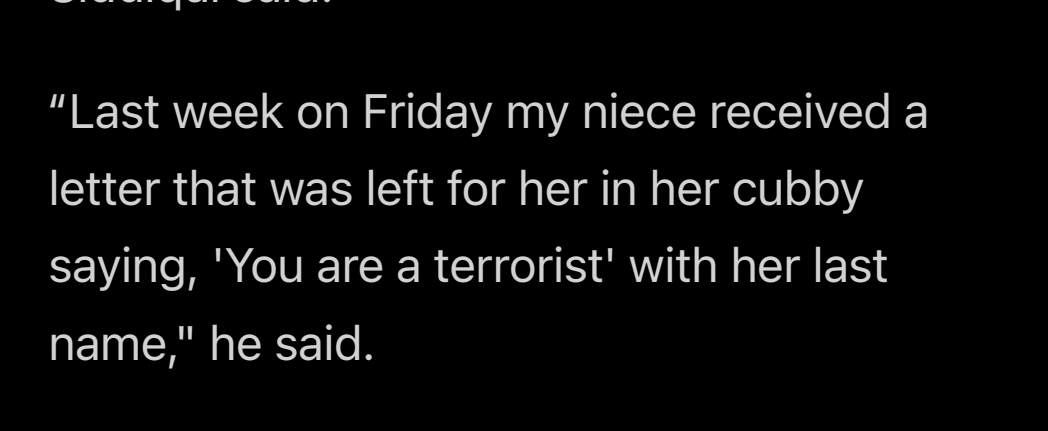 “Last week on Friday my niece received a
letter that was left for her in her cubby
saying, 'You are a terrorist' with her last
name," he said.